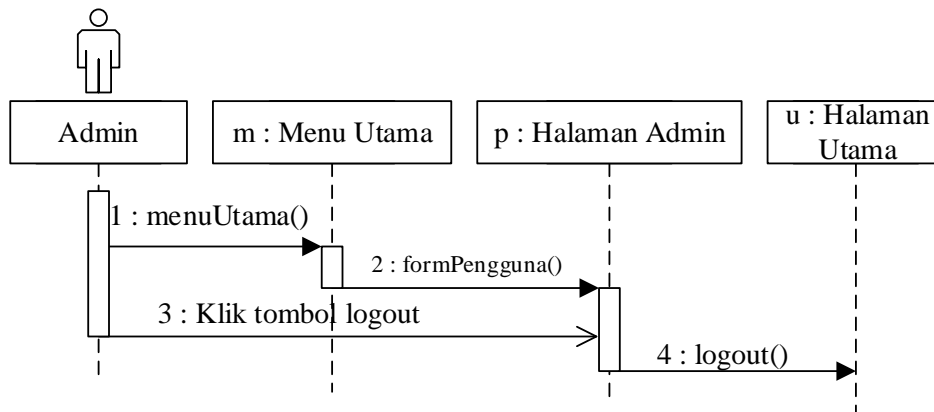 Admin
m : Menu Utama
p : Halaman Admin
u : Halaman
Utama
1 : menuUtama()
2 : formPengguna()
3 : Klik tombol logout
4 : logout()